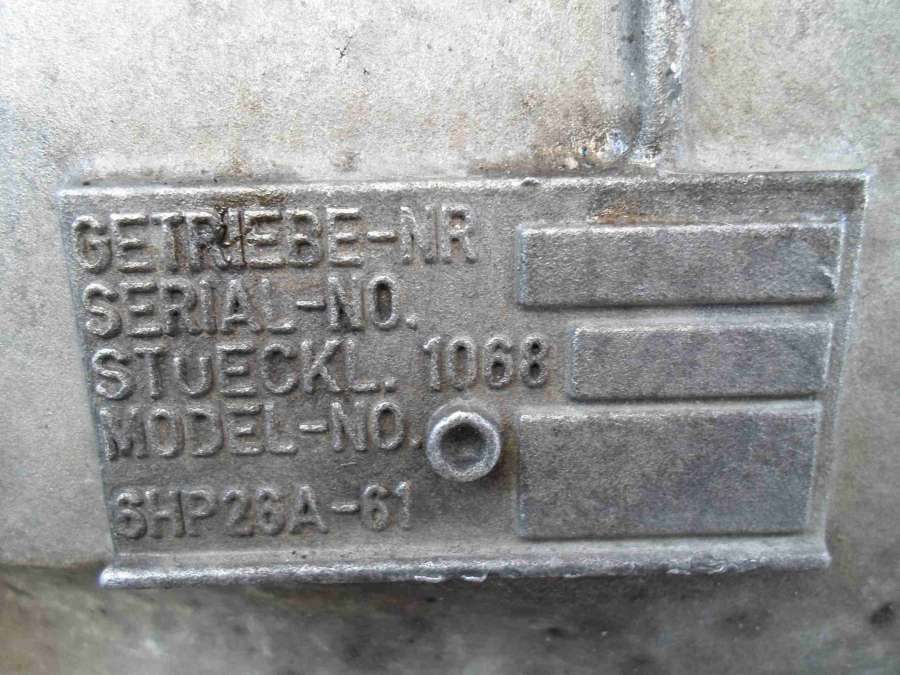 GETRIEBE-NR
SERIAL-NO.
STUECKL. 1068
MODEL-NO.
6HP26A-61